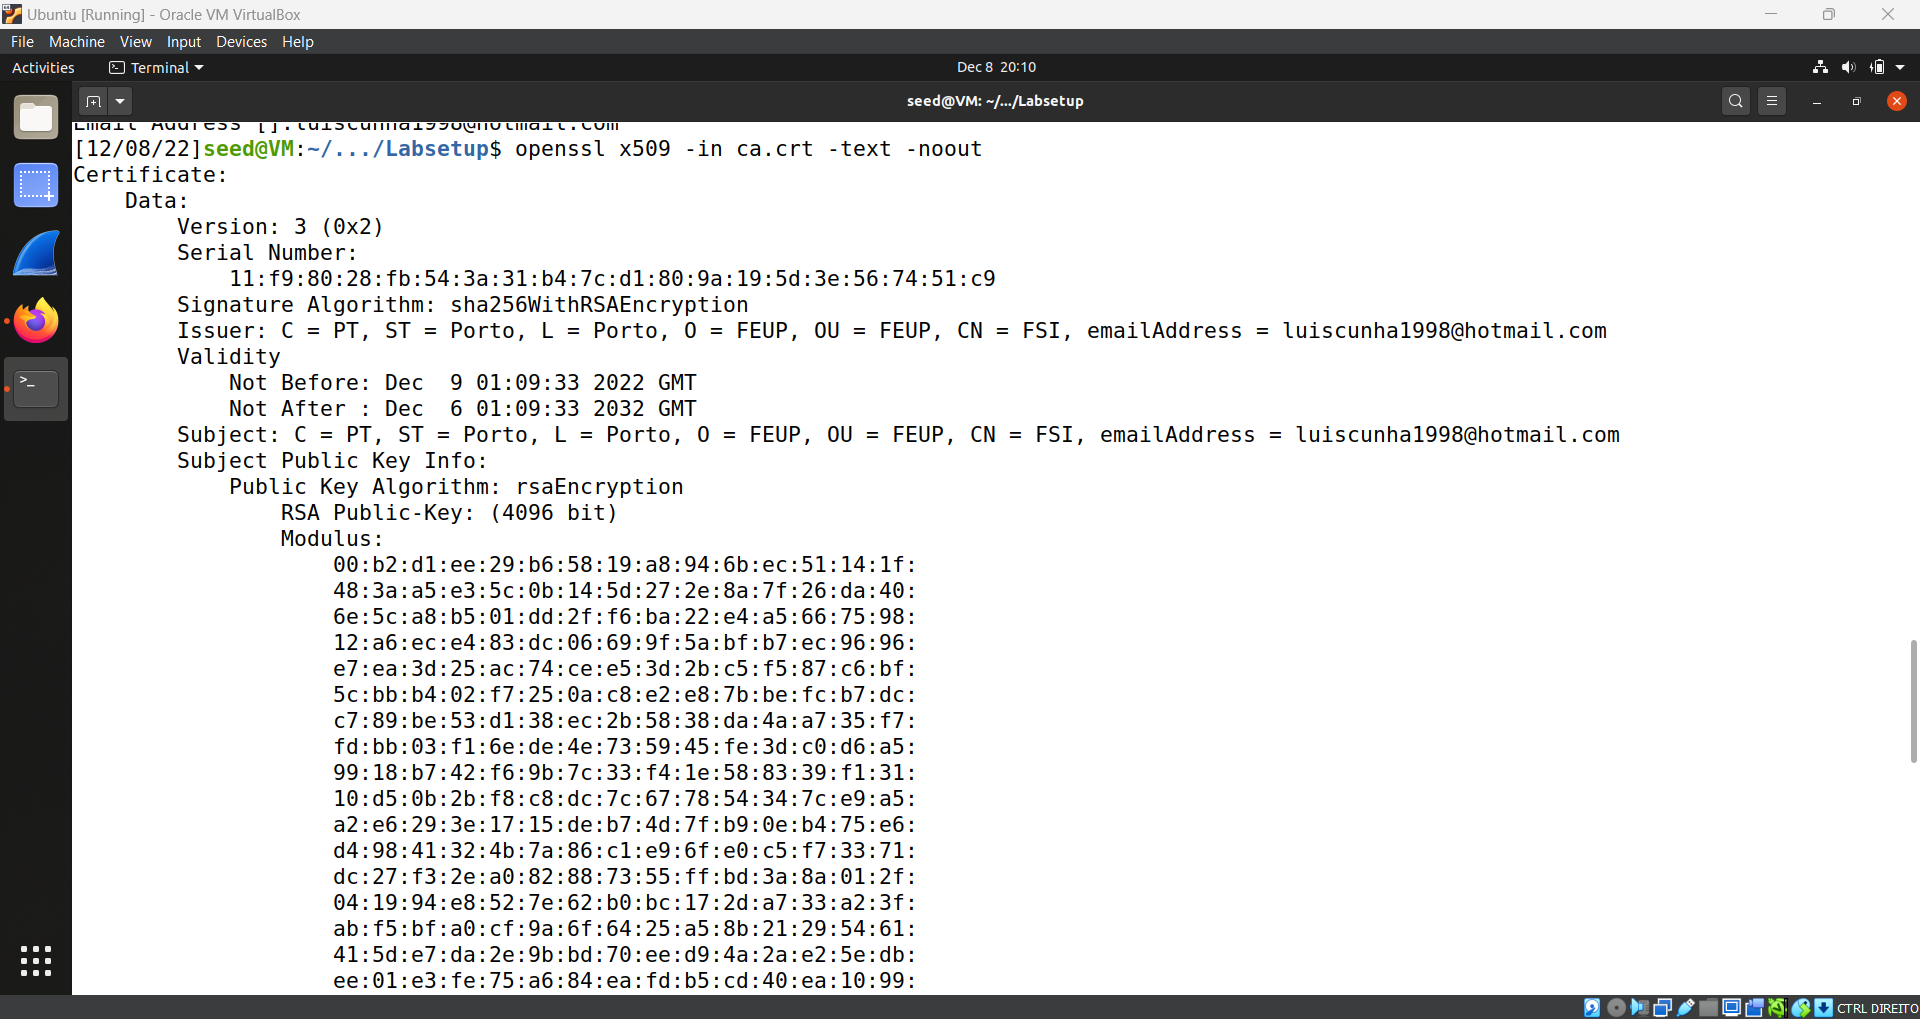 Ubuntu [Running] - Oracle VM VirtualBox
File Machine View Input Devices Help
Activities Terminal Dec 8 20:10
seed@VM: ~/.../Labsetup
Email Address []:luiscunha1998@hotmail.com
[12/08/22]seed@VM:~/.../Labsetup$ openssl x509 -in ca.crt -text -noout
Certificate:
Data:
Version: 3 (0x2)
Serial Number:
11:f9:80:28:fb:54:3a:31:b4:7c:d1:80:9a:19:5d:3e:56:74:51:c9
Signature Algorithm: sha256WithRSAEncryption
Issuer: C = PT, ST = Porto, L = Porto, O = FEUP, OU = FEUP, CN = FSI, emailAddress = luiscunha1998@hotmail.com
Validity
Not Before: Dec  9 01:09:33 2022 GMT
Not After : Dec  6 01:09:33 2032 GMT
Subject: C = PT, ST = Porto, L = Porto, O = FEUP, OU = FEUP, CN = FSI, emailAddress = luiscunha1998@hotmail.com
Subject Public Key Info:
Public Key Algorithm: rsaEncryption
RSA Public-Key: (4096 bit)
Modulus:
00:b2:d1:ee:29:b6:58:19:a8:94:6b:ec:51:14:1f:
48:3a:a5:e3:5c:0b:14:5d:27:2e:8a:7f:26:da:40:
6e:5c:a8:b5:01:dd:2f:f6:ba:22:e4:a5:66:75:98:
12:a6:ec:e4:83:dc:06:69:9f:5a:bf:b7:ec:96:96:
e7:ea:3d:25:ac:74:ce:e5:3d:2b:c5:f5:87:c6:bf:
5c:bb:b4:02:f7:25:0a:c8:e2:e8:7b:be:fc:b7:dc:
c7:89:be:53:d1:38:ec:2b:58:38:da:4a:a7:35:f7:
fd:bb:03:f1:6e:de:4e:73:59:45:fe:3d:c0:d6:a5:
99:18:b7:42:f6:9b:7c:33:f4:1e:58:83:39:f1:31:
10:d5:0b:2b:f8:c8:dc:7c:67:78:54:34:7c:e9:a5:
a2:e6:29:3e:17:15:de:b7:4d:7f:b9:0e:b4:75:e6:
d4:98:41:32:4b:7a:86:c1:e9:6f:e0:c5:f7:33:71:
dc:27:f3:2e:a0:82:88:73:55:ff:bd:3a:8a:01:2f:
04:19:94:e8:52:7e:62:b0:bc:17:2d:a7:33:a2:3f:
ab:f5:bf:a0:cf:9a:6f:64:25:a5:8b:21:29:54:61:
41:5d:e7:da:2e:9b:bd:70:ee:d9:4a:2a:e2:5e:db:
ee:01:e3:fe:75:a6:84:ea:fd:b5:cd:40:ea:10:99:
CTRL DIREITO